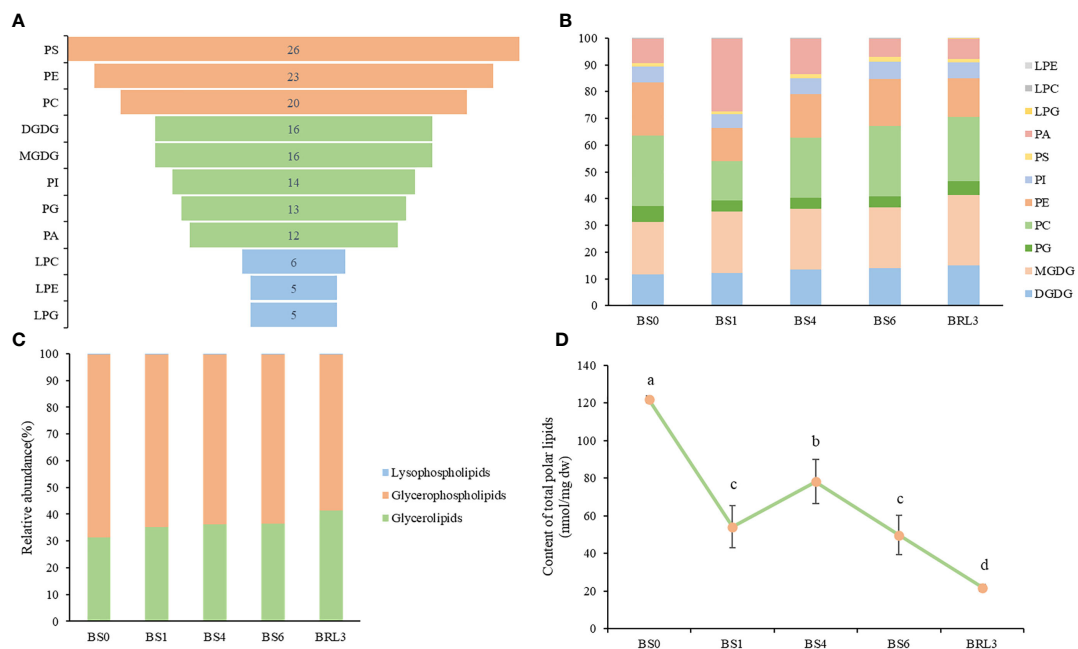 A
PS 26
PE 23
PC 20
DGDG 16
MGDG 16
PI 14
PG 13
PA 12
LPC 6
LPE 5
LPG 5
B
100
90
80
70
60
50
40
30
20
10
0
BS0 BS1 BS4 BS6 BRL3
LPE
LPC
LPG
PA
PS
PI
PE
PC
PG
MGDG
DGDG
C
Relative abundance(%)
100
90
80
70
60
50
40
30
20
10
0
BS0 BS1 BS4 BS6 BRL3
Lysophospholipids
Glycerophospholipids
Glycerolipids
D
Content of total polar lipids
(nmol/mg dw)
140
120
100
80
60
40
20
0
a
c
b
c
d
BS0 BS1 BS4 BS6 BRL3